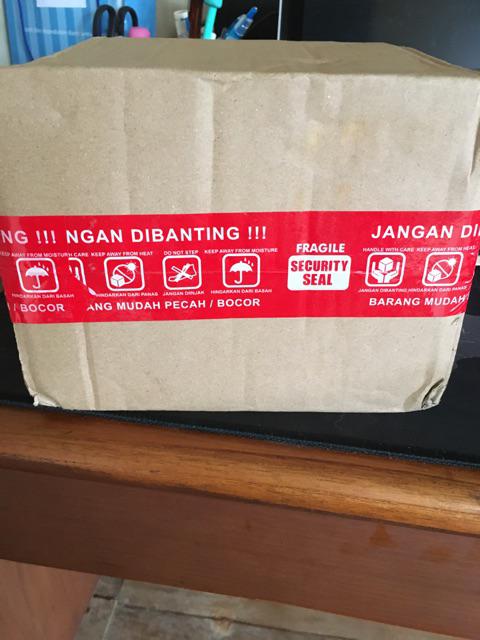 NG !!! NGAN DIBANTING !!!
JANGAN DI
KEEP AWAY FROM MOISTURE
H CARE
KEEP AWAY FROM HEAT
DO NOT STEP
KEEP AWAY FROM MOISTURE
FRAGILE
SECURITY
SEAL
HANDLE WITH CARE
KEEP AWAY FROM HEAT
HINDARKAN DARI BASAH
HINDARKAN DARI PANAS
JANGAN DIINJAK
HINDARKAN DARI BASAH
JANGAN DIBANTING
HINDARKAN DARI PANAS
/ BOCOR
ANG MUDAH PECAH / BOCOR
BARANG MUDAH